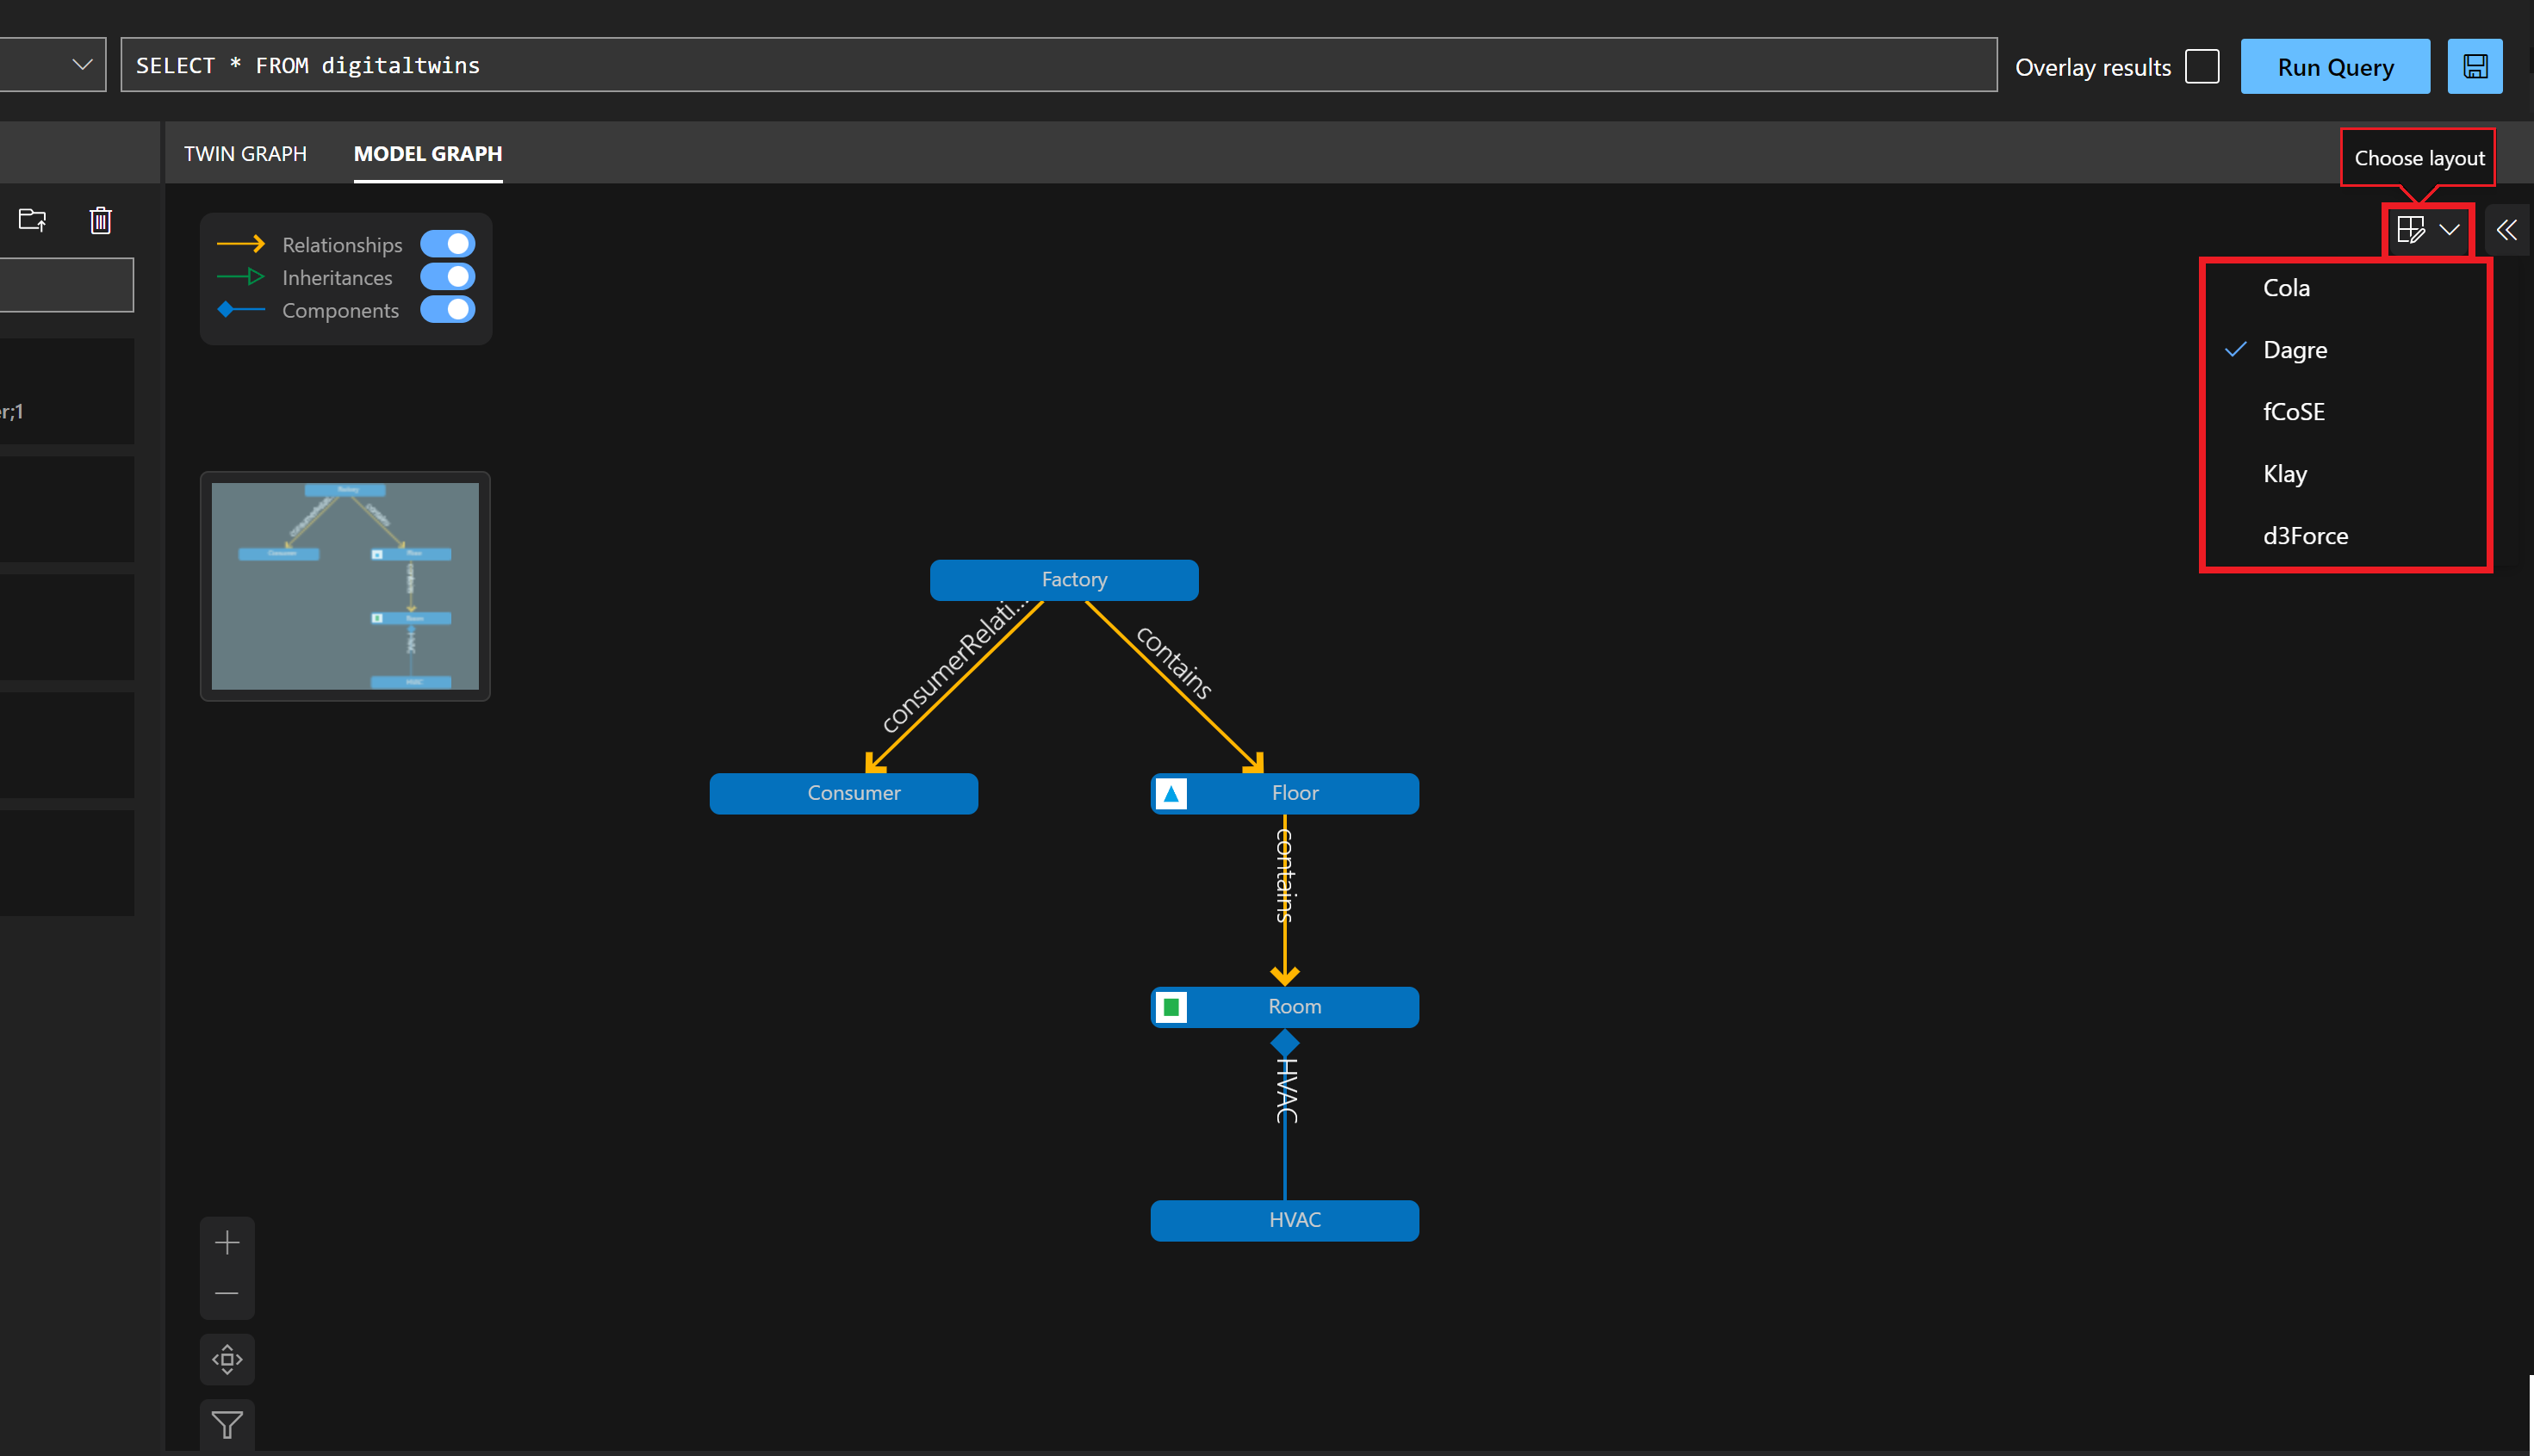 SELECT * FROM digitaltwins
Overlay results
Run Query
TWIN GRAPH
MODEL GRAPH
Choose layout
Relationships
Inheritances
Components
Cola
Dagre
fCoSE
Klay
d3Force
er;1
Factory
consumerRelati...
contains
Consumer
Floor
contains
Room
HVAC
HVAC